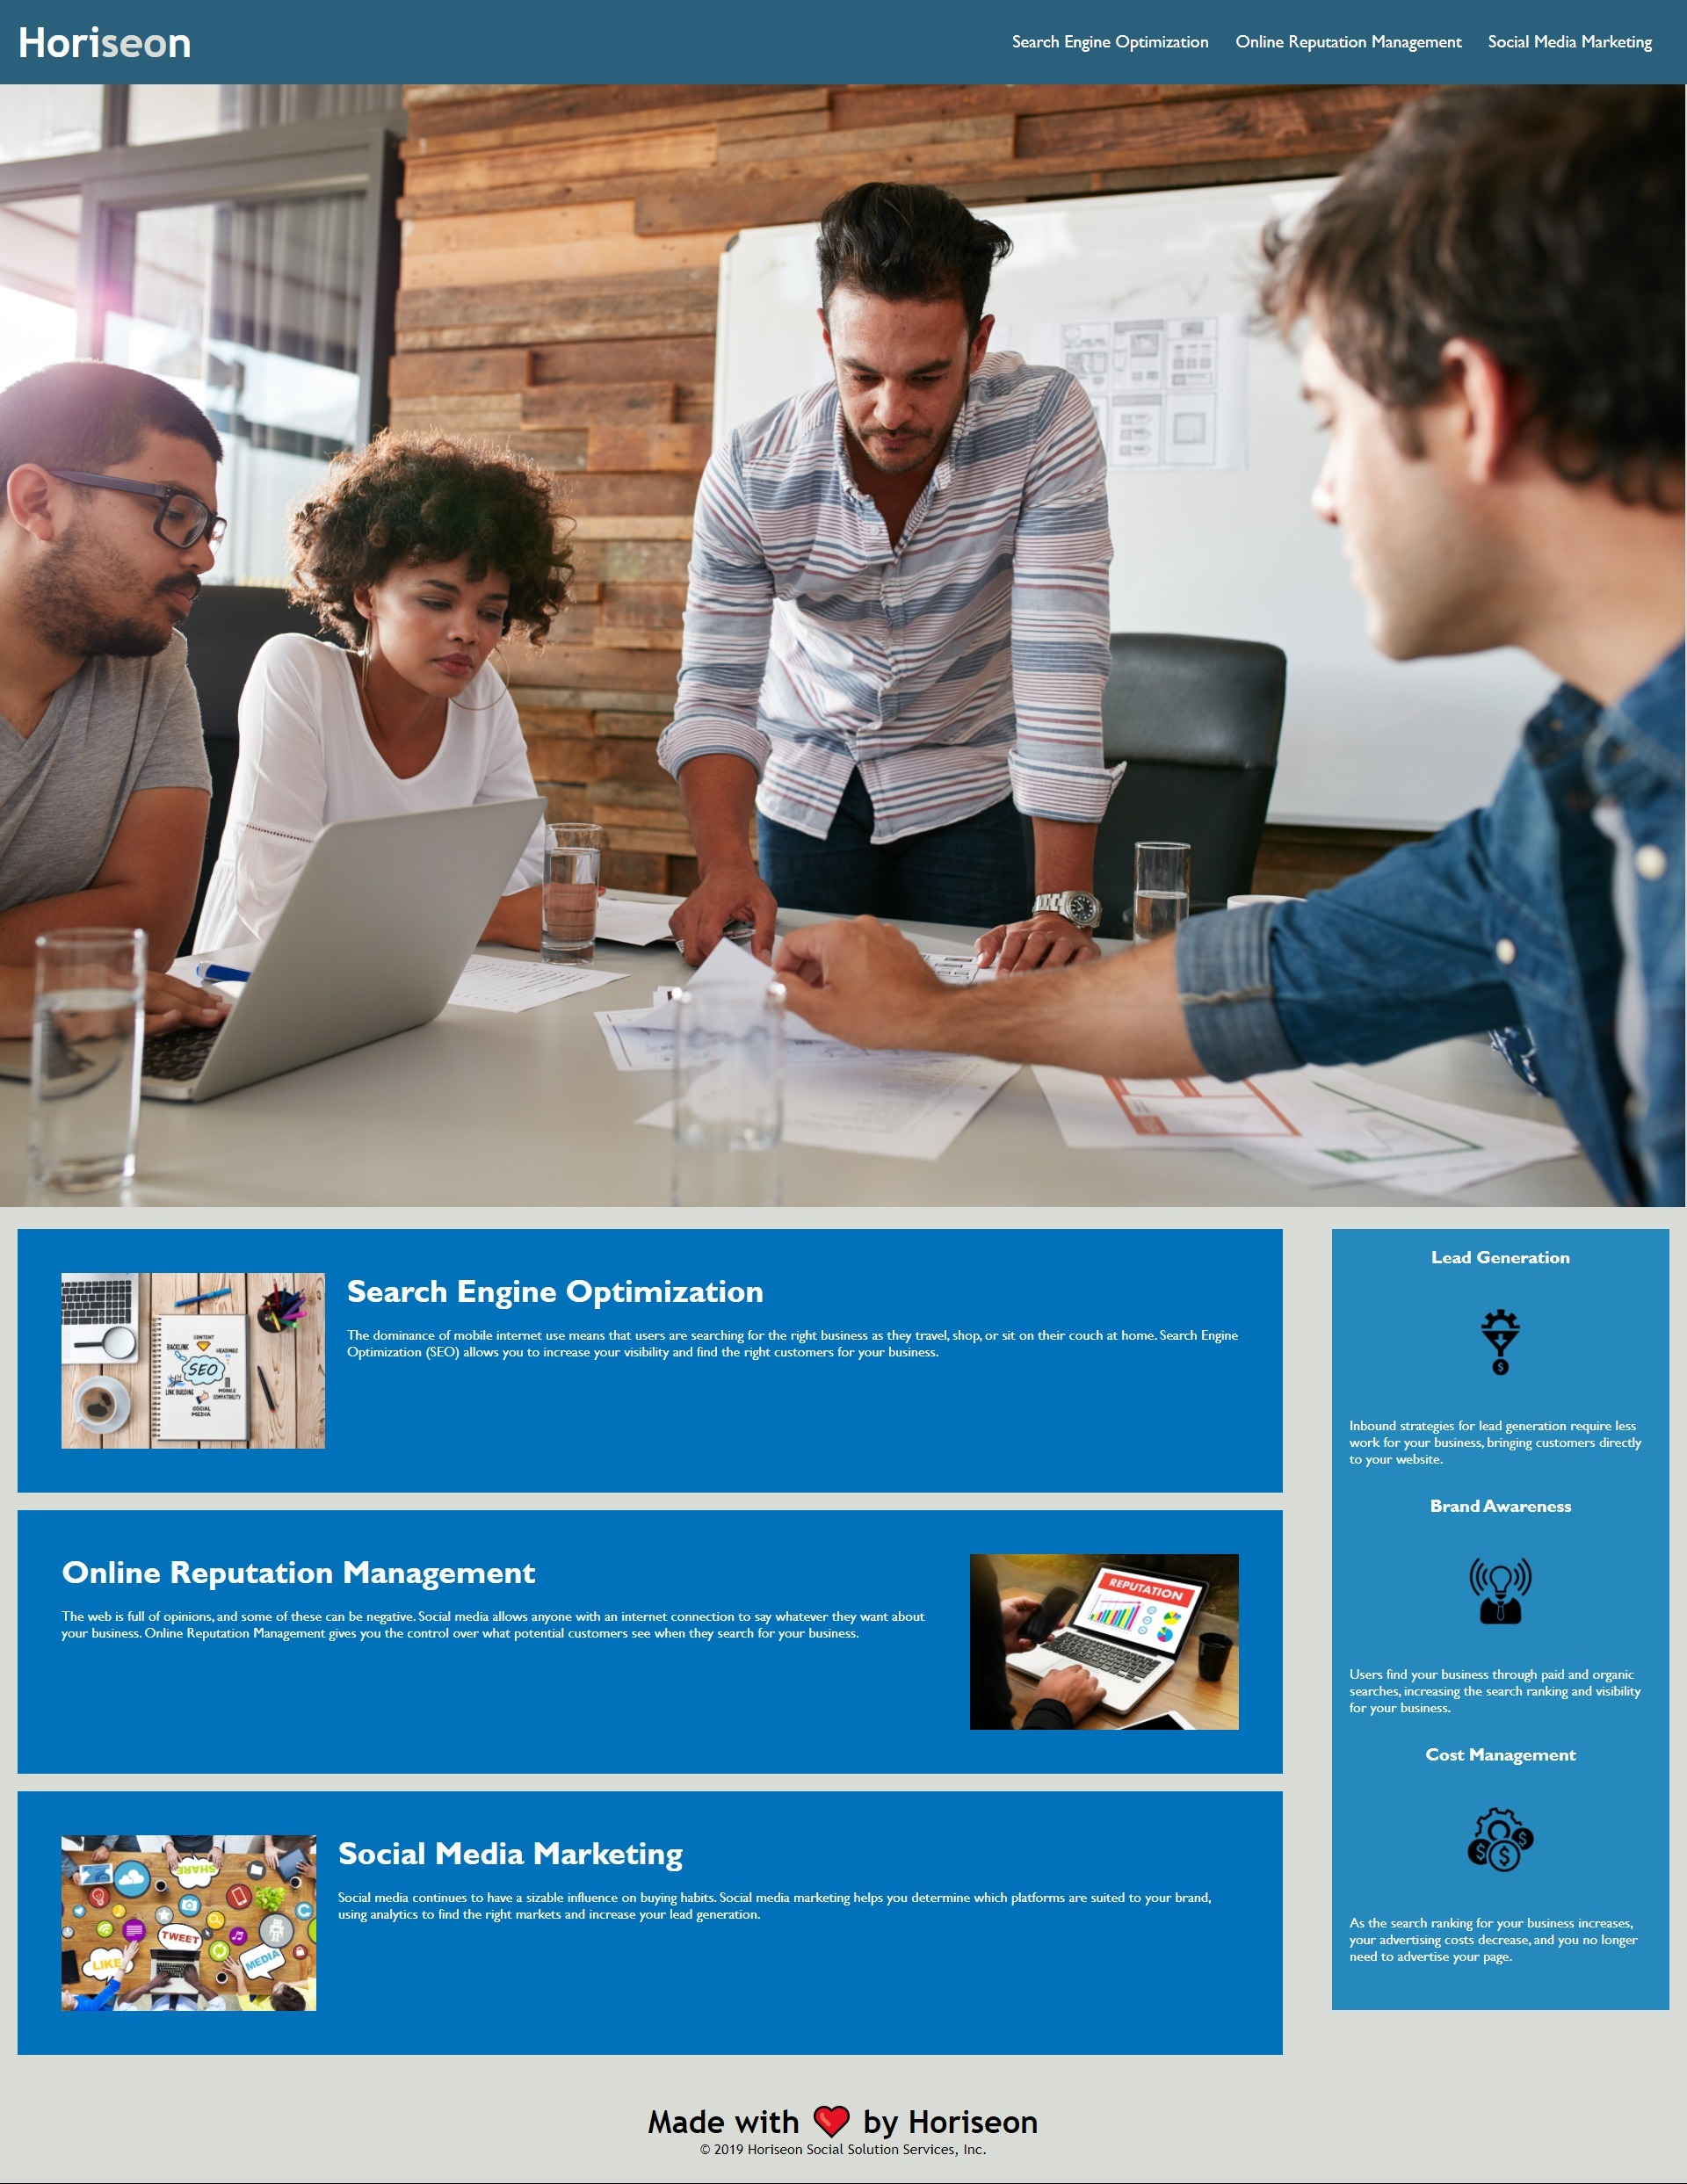 Horiseon
Search Engine Optimization
Online Reputation Management
Social Media Marketing
CONTENT
BACKLINK
HEADINGS
SEO
LINK BUILDING
MOBILE
COMPATIBILITY
SOCIAL
MEDIA
Search Engine Optimization
The dominance of mobile internet use means that users are searching for the right business as they travel, shop, or sit on their couch at home. Search Engine
Optimization (SEO) allows you to increase your visibility and find the right customers for your business.
Online Reputation Management
The web is full of opinions, and some of these can be negative. Social media allows anyone with an internet connection to say whatever they want about
your business. Online Reputation Management gives you the control over what potential customers see when they search for your business.
REPUTATION
SHARE
TWEET
LIKE
MEDIA
Social Media Marketing
Social media continues to have a sizable influence on buying habits. Social media marketing helps you determine which platforms are suited to your brand,
using analytics to find the right markets and increase your lead generation.
Lead Generation
$
Inbound strategies for lead generation require less
work for your business, bringing customers directly
to your website.
Brand Awareness
Users find your business through paid and organic
searches, increasing the search ranking and visibility
for your business.
Cost Management
$ $ $
As the search ranking for your business increases,
your advertising costs decrease, and you no longer
need to advertise your page.
Made with ❤️ by Horiseon
© 2019 Horiseon Social Solution Services, Inc.